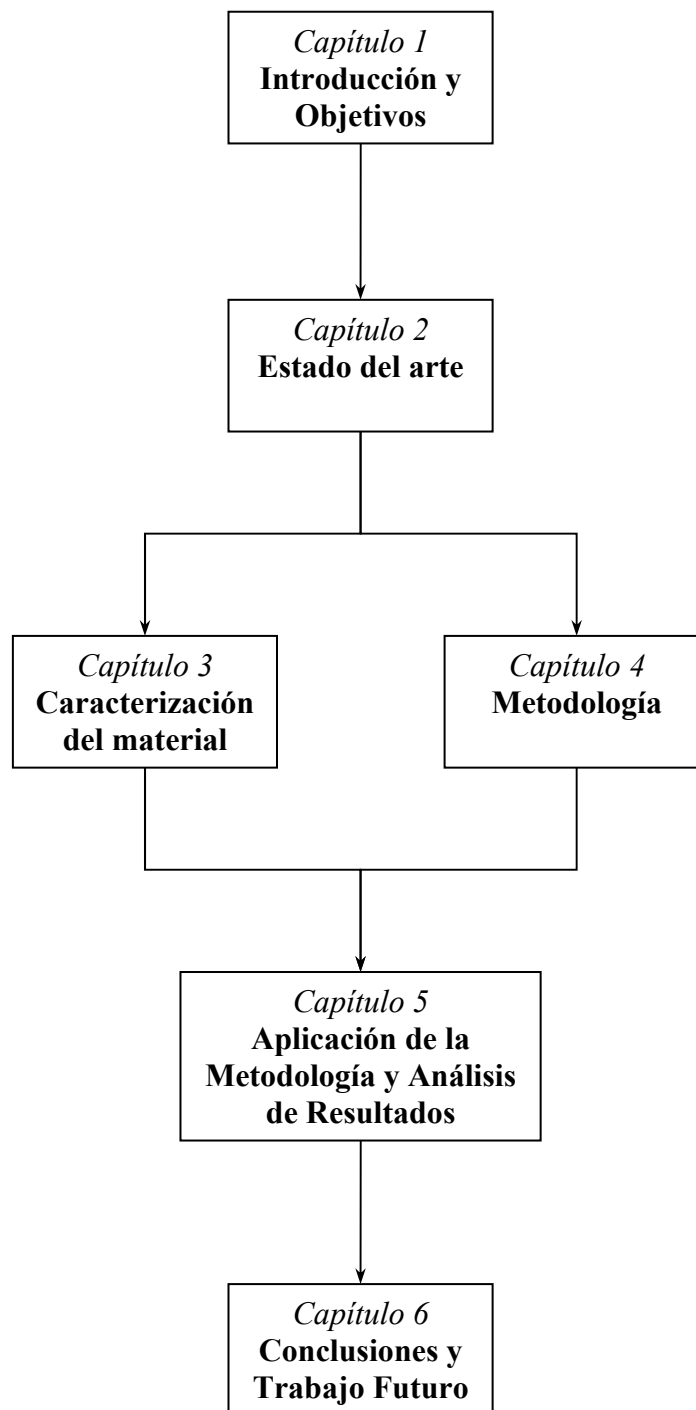 Capítulo 1
Introducción y
Objetivos
Capítulo 2
Estado del arte
Capítulo 3
Caracterización
del material
Capítulo 4
Metodología
Capítulo 5
Aplicación de la
Metodología y Análisis
de Resultados
Capítulo 6
Conclusiones y
Trabajo Futuro